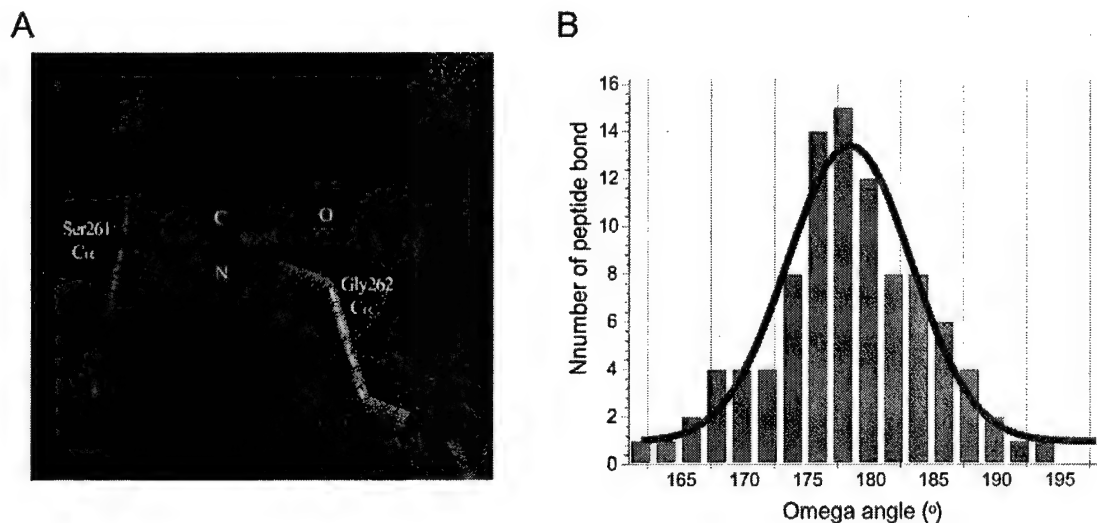 A
B
C
O
N
Ser261
Cα
Gly262
Cα
16
14
12
10
8
6
4
2
0
Nnumber of peptide bond
165 170 175 180 185 190 195
Omega angle (º)